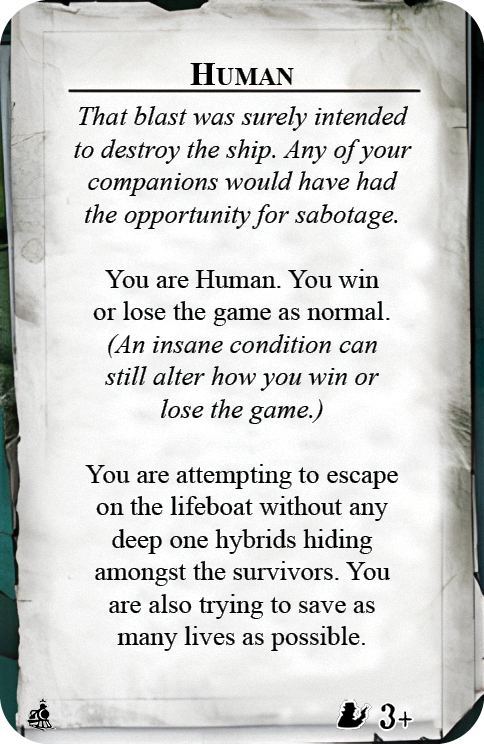 HUMAN
That blast was surely intended
to destroy the ship. Any of your
companions would have had
the opportunity for sabotage.
You are Human. You win
or lose the game as normal.
(An insane condition can
still alter how you win or
lose the game.)
You are attempting to escape
on the lifeboat without any
deep one hybrids hiding
amongst the survivors. You
are also trying to save as
many lives as possible.
3+